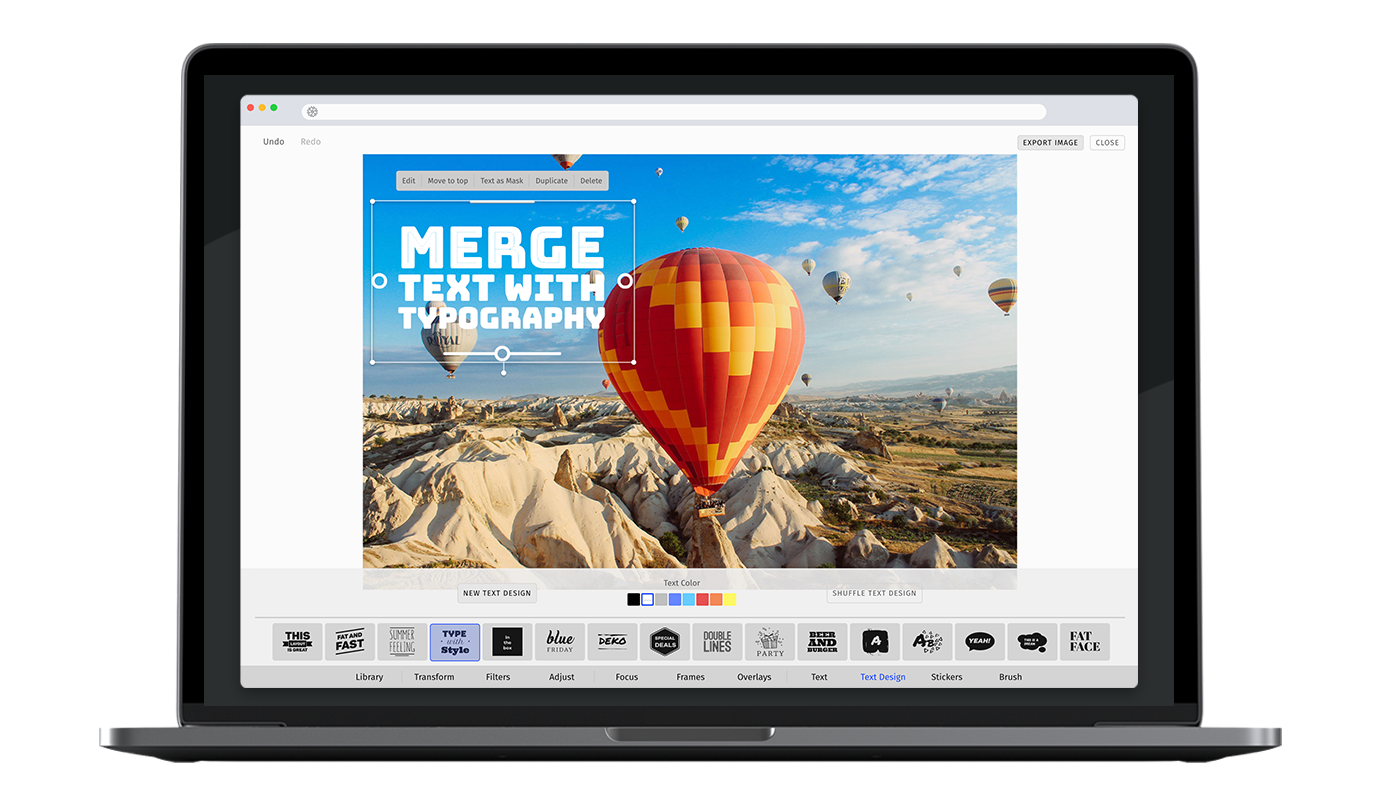 Undo Redo EXPORT IMAGE CLOSE
Edit Move to top Text as Mask Duplicate Delete
MERGE
TEXT WITH
TYPOGRAPHY
Text Color
NEW TEXT DESIGN SHUFFLE TEXT DESIGN
THIS
LAYOUT
IS GREAT
FAT AND
FAST
SUMMER
FEELING
TYPE
with
Style
in
the
box
blue
FRIDAY
DEKO
SPECIAL
DEALS
DOUBLE
LINES
PARTY
BEER
AND
BURGER
A
A B
YEAH!
THIS IS A
DREAM
FAT
FACE
Library Transform Filters Adjust Focus Frames Overlays Text Text Design Stickers Brush